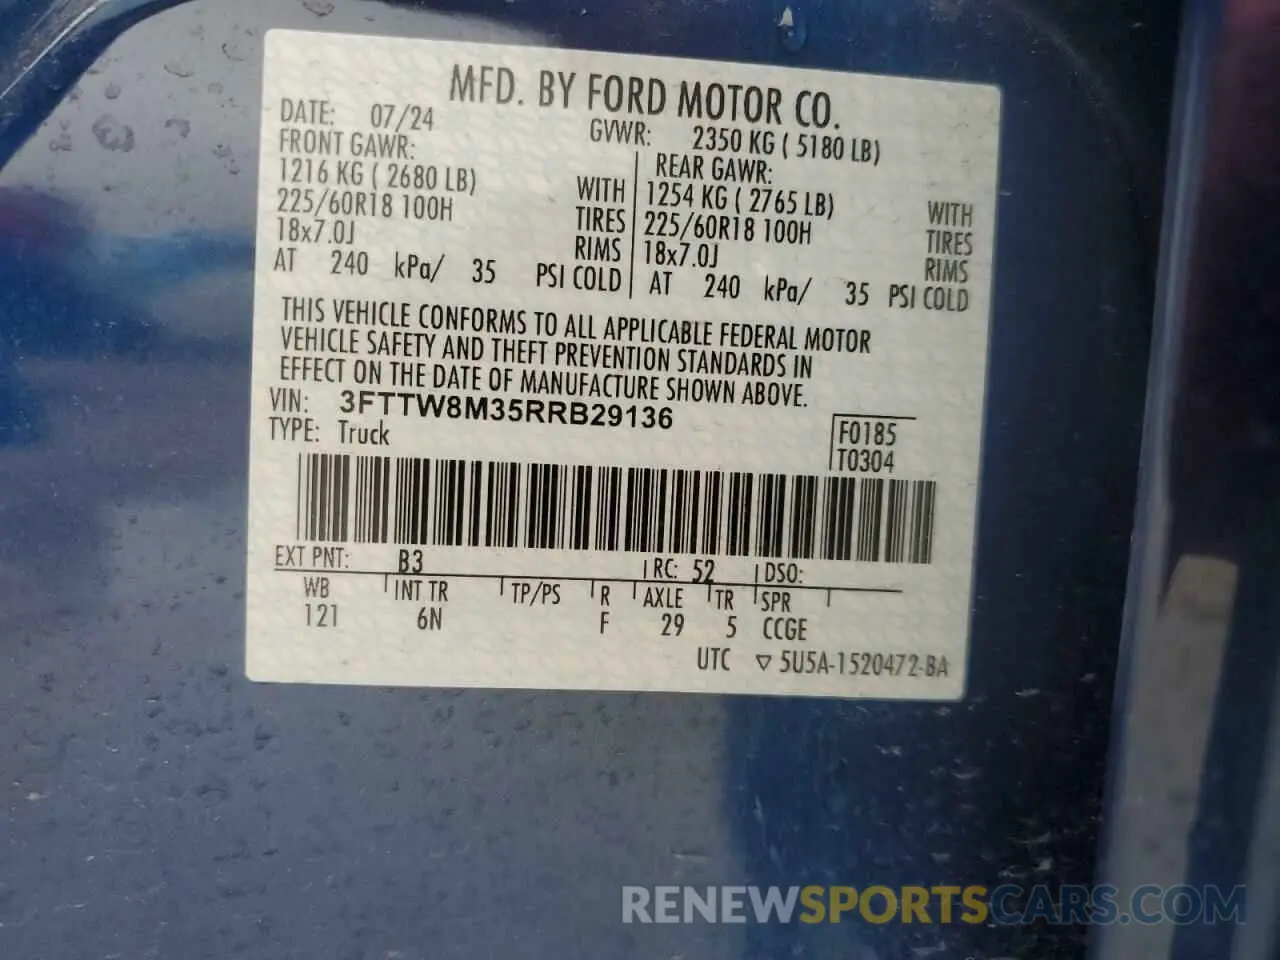 MFD. BY FORD MOTOR CO.
DATE: 07/24 GVWR: 2350 KG ( 5180 LB)
FRONT GAWR: REAR GAWR:
1216 KG ( 2680 LB) WITH 1254 KG ( 2765 LB) WITH
225/60R18 100H TIRES 225/60R18 100H TIRES
18x7.0J RIMS 18x7.0J RIMS
AT 240 kPa/ 35 PSI COLD AT 240 kPa/ 35 PSI COLD
THIS VEHICLE CONFORMS TO ALL APPLICABLE FEDERAL MOTOR
VEHICLE SAFETY AND THEFT PREVENTION STANDARDS IN
EFFECT ON THE DATE OF MANUFACTURE SHOWN ABOVE.
VIN: 3FTTW8M35RRB29136 F0185
TYPE: Truck T0304
EXT PNT: B3 RC: 52 DSO:
WB INT TR TP/PS R AXLE TR SPR
121 6N F 29 5 CCGE
UTC ▽ 5U5A-1520472-BA
RENEWSPORTSCARS.COM